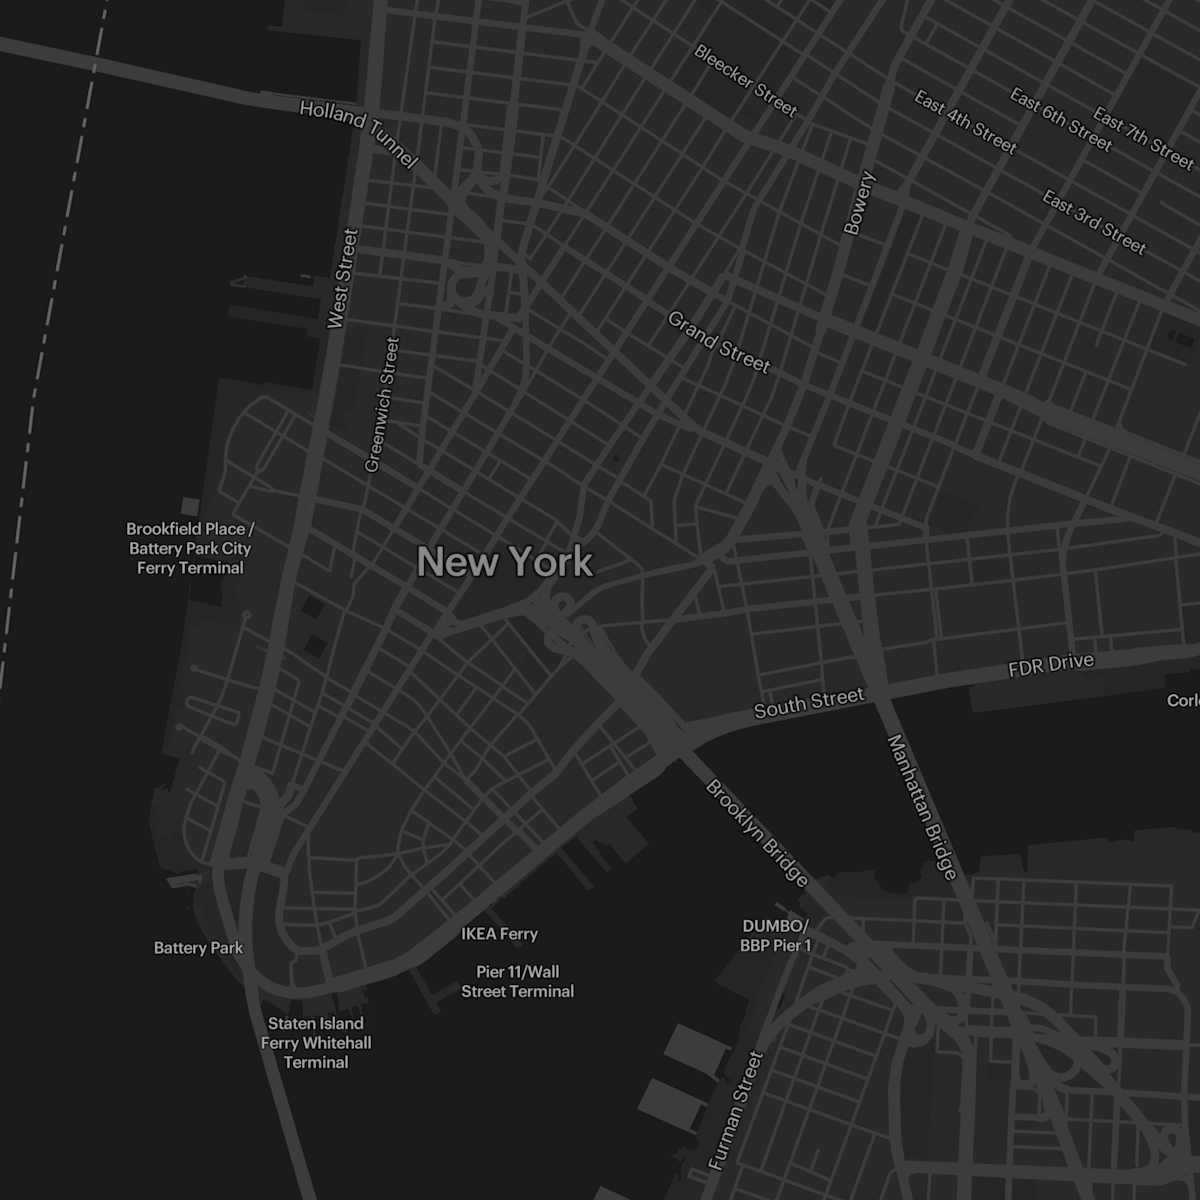 Bleecker Street
East 4th Street
East 6th Street
East 7th Street
Holland Tunnel
Bowery
East 3rd Street
West Street
Grand Street
Greenwich Street
Brookfield Place /
Battery Park City
Ferry Terminal
New York
FDR Drive
South Street
Manhattan Bridge
Brooklyn Bridge
Battery Park
IKEA Ferry
DUMBO/
BBP Pier 1
Pier 11/Wall
Street Terminal
Staten Island
Ferry Whitehall
Terminal
Furman Street